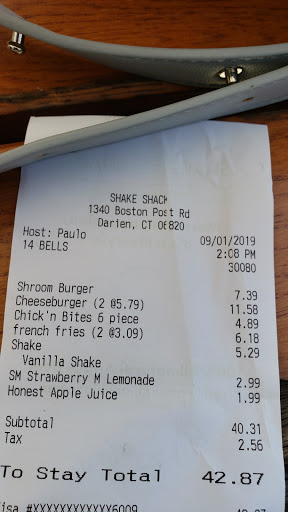 SHAKE SHACK
1340 Boston Post Rd
Darien, CT 06820
Host: Paulo 09/01/2019
14 BELLS 2:08 PM
30080
Shroom Burger 7.39
Cheeseburger (2 @5.79) 11.58
Chick'n Bites 6 piece 4.89
french fries (2 @3.09) 6.18
Shake 5.29
Vanilla Shake
SM Strawberry M Lemonade 2.99
Honest Apple Juice 1.99
Subtotal 40.31
Tax 2.56
To Stay Total 42.87
Visa #XXXXXXXXXXXX6009